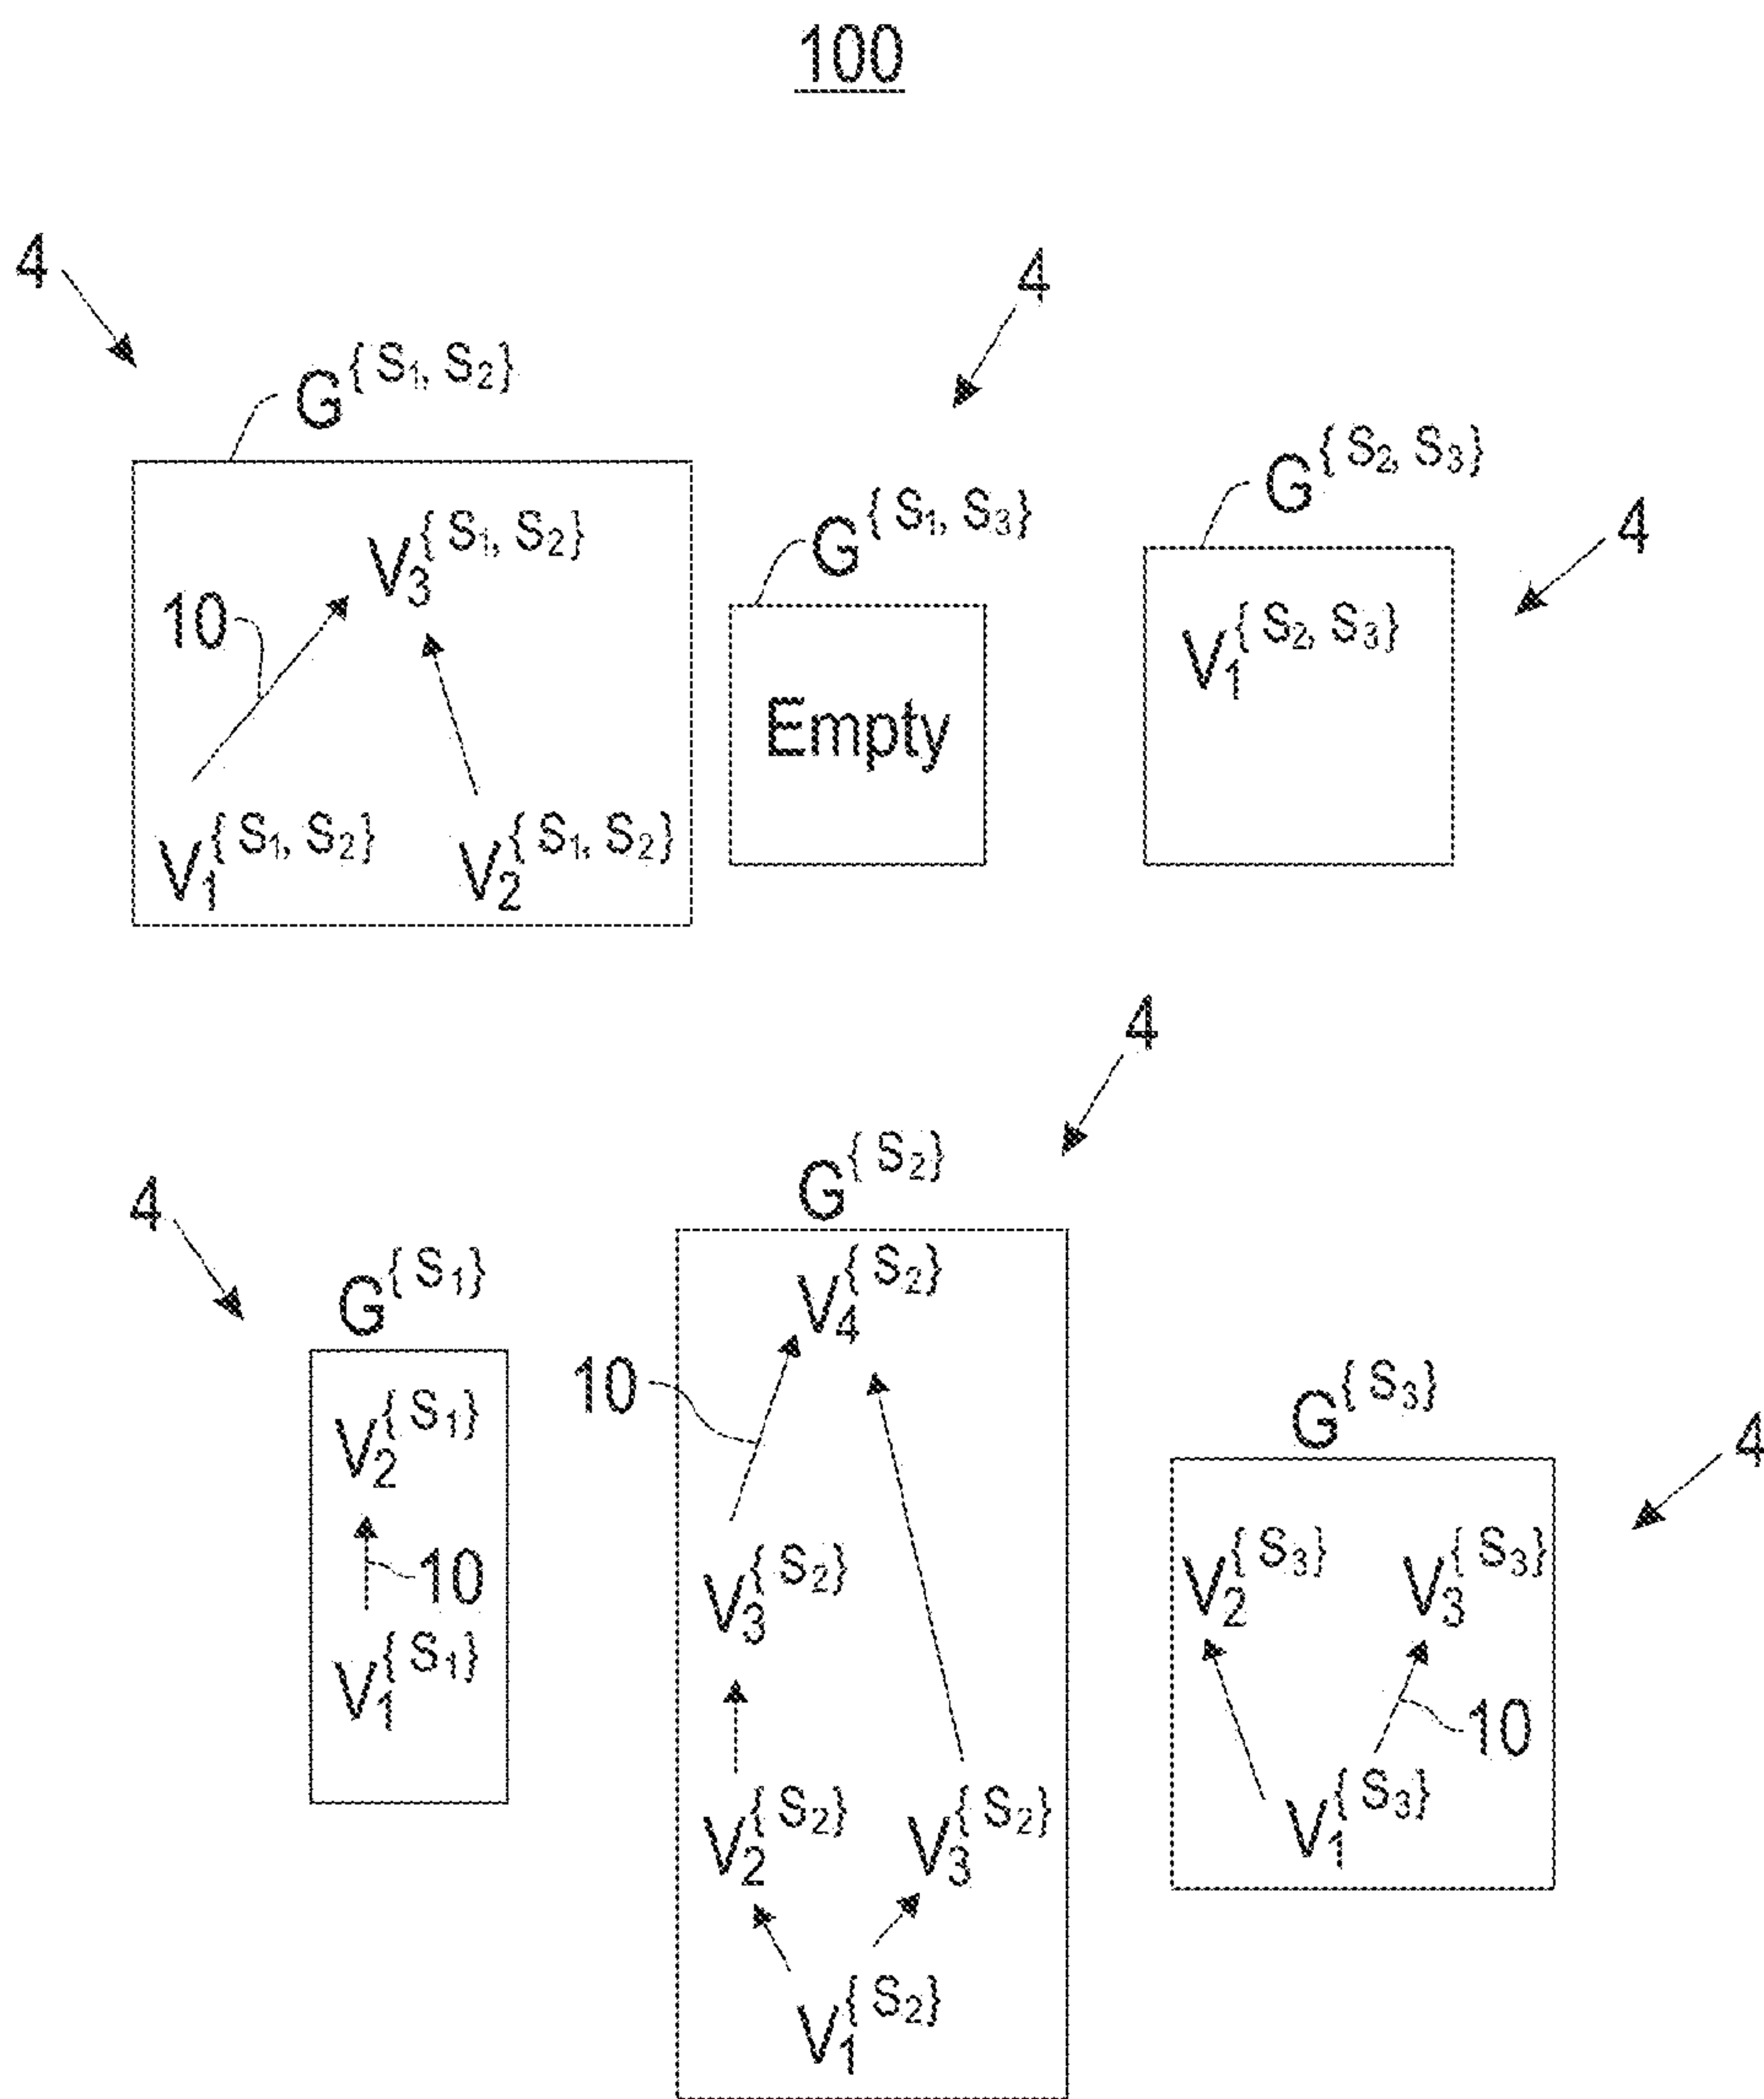 100
4
4
G^{S₁, S₂}
G^{S₂, S₃}
4
G^{S₁, S₃}
V₃^{S₁, S₂}
10
V₁^{S₂, S₃}
Empty
V₁^{S₁, S₂} V₂^{S₁, S₂}
4
4
G^{S₂}
G^{S₁}
V₄^{S₂}
10
G^{S₃}
4
V₂^{S₁}
10
V₃^{S₂}
V₂^{S₃} V₃^{S₃}
V₁^{S₁}
10
V₂^{S₂} V₃^{S₂}
V₁^{S₃}
V₁^{S₂}